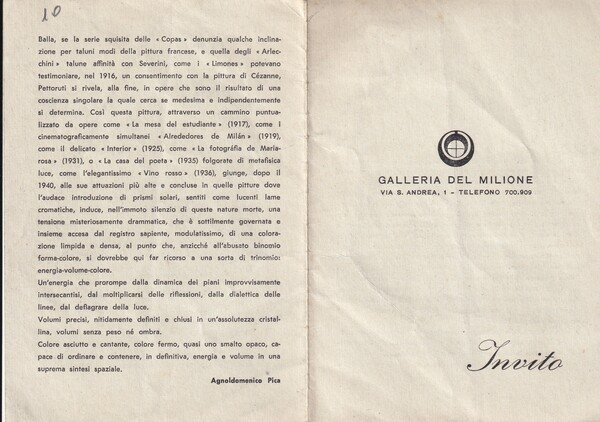 10
Balla, se la serie squisita delle « Copas » denunzia qualche inclina-
zione per taluni modi della pittura francese, e quella degli « Arlec-
chini » talune affinità con Severini, come i « Limones » potevano
testimoniare, nel 1916, un consentimento con la pittura di Cézanne,
Pettoruti si rivela, alla fine, in opere che sono il risultato di una
coscienza singolare la quale cerca se medesima e indipendentemente
si determina. Così questa pittura, attraverso un cammino puntua-
lizzato da opere come « La mesa del estudiante » (1917), come i
cinematograficamente simultanei « Alrededores de Milán » (1919),
come il delicato « Interior » (1925), come « La fotográfia de Maria-
rosa » (1931), o « La casa del poeta » (1935) folgorate di metafisica
luce, come l'elegantissimo « Vino rosso » (1936), giunge, dopo il
1940, alle sue attuazioni più alte e concluse in quelle pitture dove
l'audace introduzione di prismi solari, sentiti come lucenti lame
cromatiche, induce, nell'immoto silenzio di queste nature morte, una
tensione misteriosamente drammatica, che è sottilmente governata e
insieme accesa dal registro sapiente, modulatissimo, di una colora-
zione limpida e densa, al punto che, anzicché all'abusato binomio
forma-colore, si dovrebbe qui far ricorso a una sorta di trinomio:
energia-volume-colore.
Un'energia che prorompe dalla dinamica dei piani improvvisamente
intersecantisi, dai moltiplicarsi delle riflessioni, dalla dialettica delle
linee, dal deflagrare della luce.
Volumi precisi, nitidamente definiti e chiusi in un'assolutezza cristal-
lina, volumi senza peso né ombra.
Colore asciutto e cantante, colore fermo, quasi uno smalto opaco, ca-
pace di ordinare e contenere, in definitiva, energia e volume in una
suprema sintesi spaziale.
Agnoldomenico Pica
GALLERIA DEL MILIONE
VIA S. ANDREA, 1 - TELEFONO 700.909
Invito